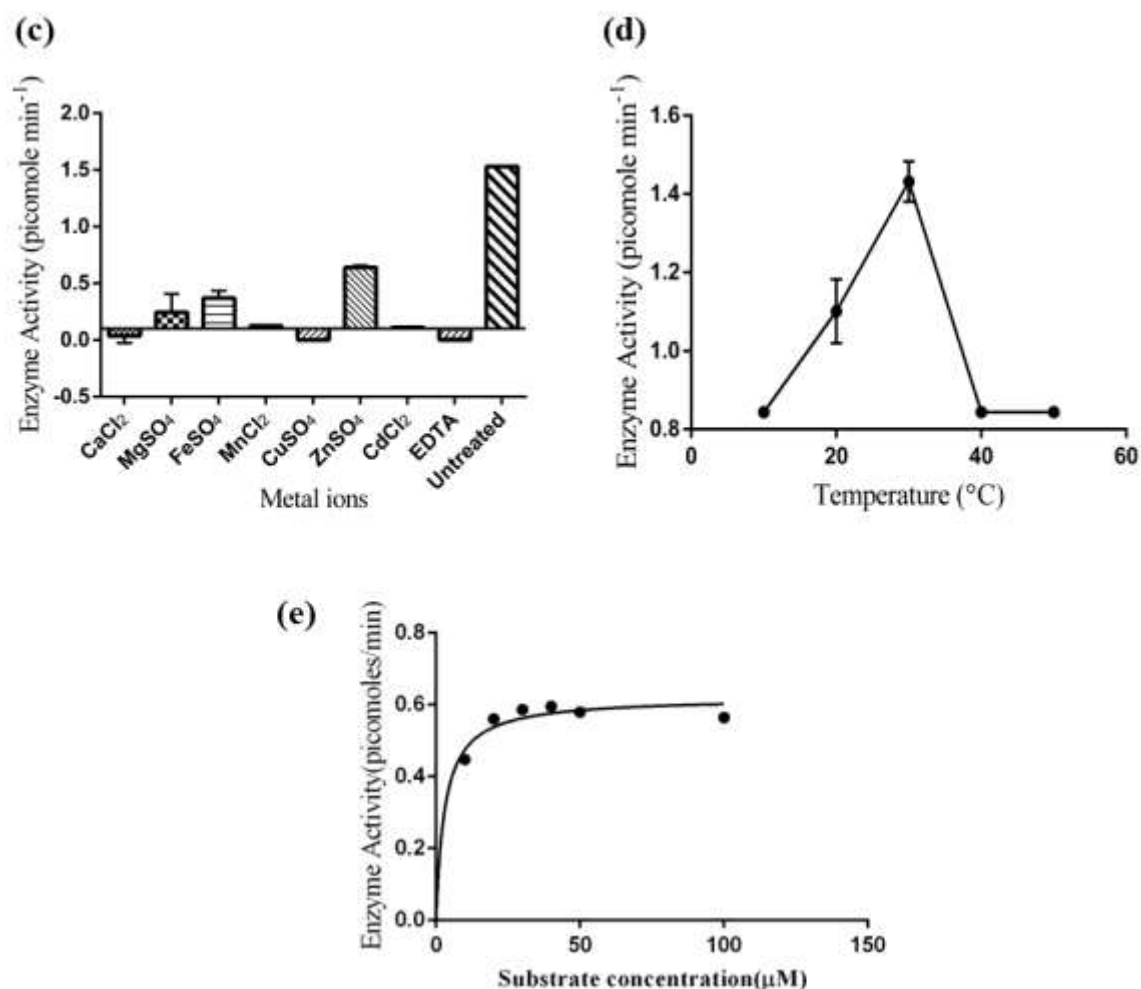 (c)
Enzyme Activity (picomole min⁻¹)
2.0
1.5
1.0
0.5
0.0
-0.5
CaCl₂
MgSO₄
FeSO₄
MnCl₂
CuSO₄
ZnSO₄
CdCl₂
EDTA
Untreated
Metal ions
(d)
Enzyme Activity (picomole min⁻¹)
1.6
1.4
1.2
1.0
0.8
0
20
40
60
Temperature (°C)
(e)
Enzyme Activity(picomoles/min)
0.8
0.6
0.4
0.2
0.0
0
50
100
150
Substrate concentration(μM)